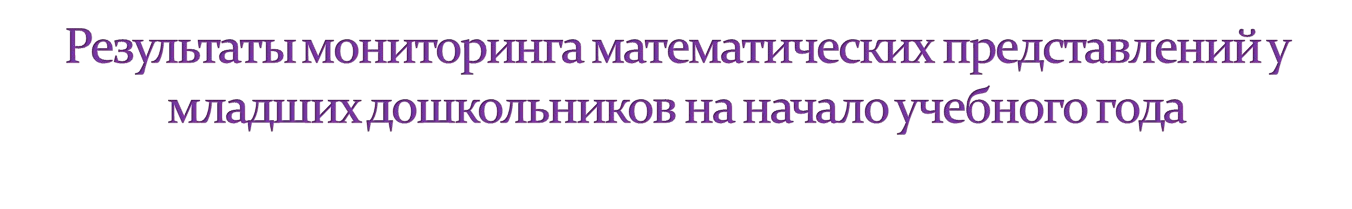 Результаты мониторинга математических представлений у
младших дошкольников на начало учебного года